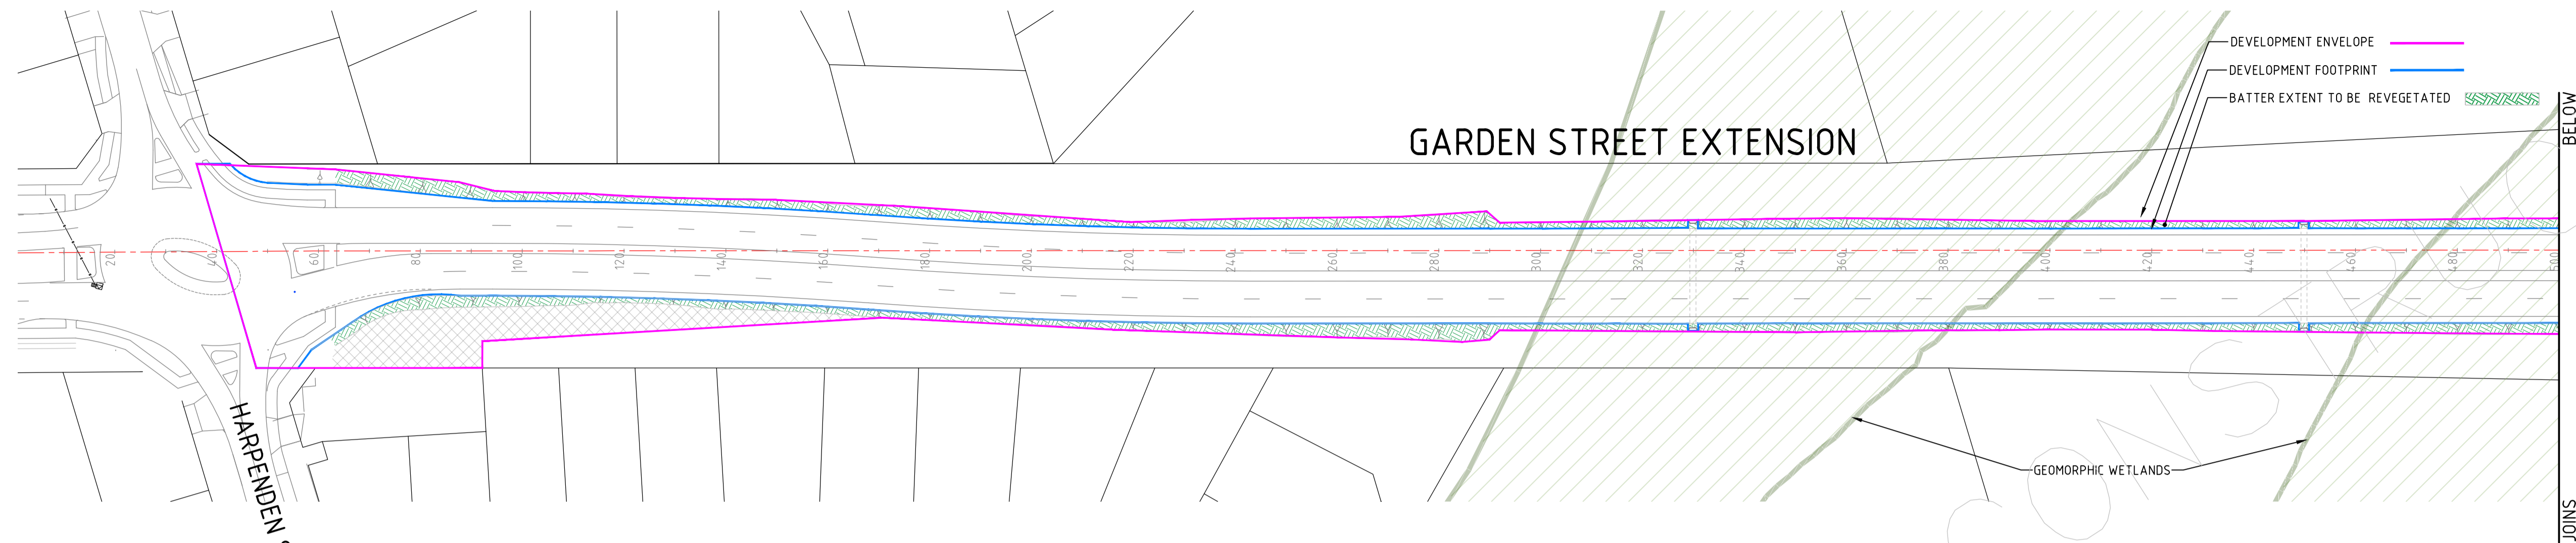 DEVELOPMENT ENVELOPE
DEVELOPMENT FOOTPRINT
BATTER EXTENT TO BE REVEGETATED
GARDEN STREET EXTENSION
BELOW
20 40 60 80 100 120 140 160 180 200 220 240 260 280 300 320 340 360 380 400 420 440 460 480 500
HARPENDEN
GEOMORPHIC WETLANDS
JOINS